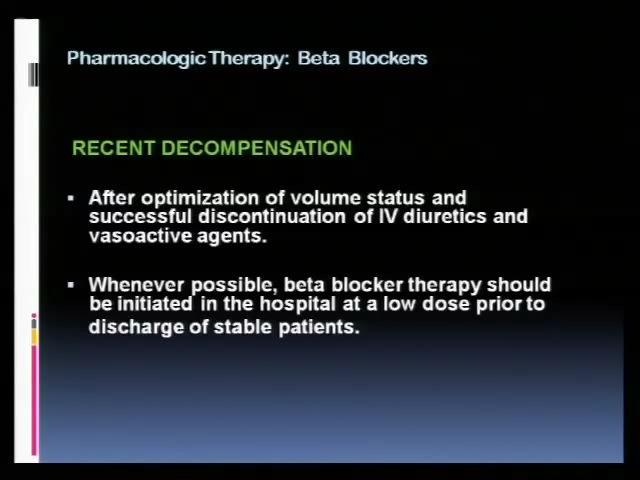 Pharmacologic Therapy: Beta Blockers
RECENT DECOMPENSATION
▪ After optimization of volume status and
successful discontinuation of IV diuretics and
vasoactive agents.
▪ Whenever possible, beta blocker therapy should
be initiated in the hospital at a low dose prior to
discharge of stable patients.